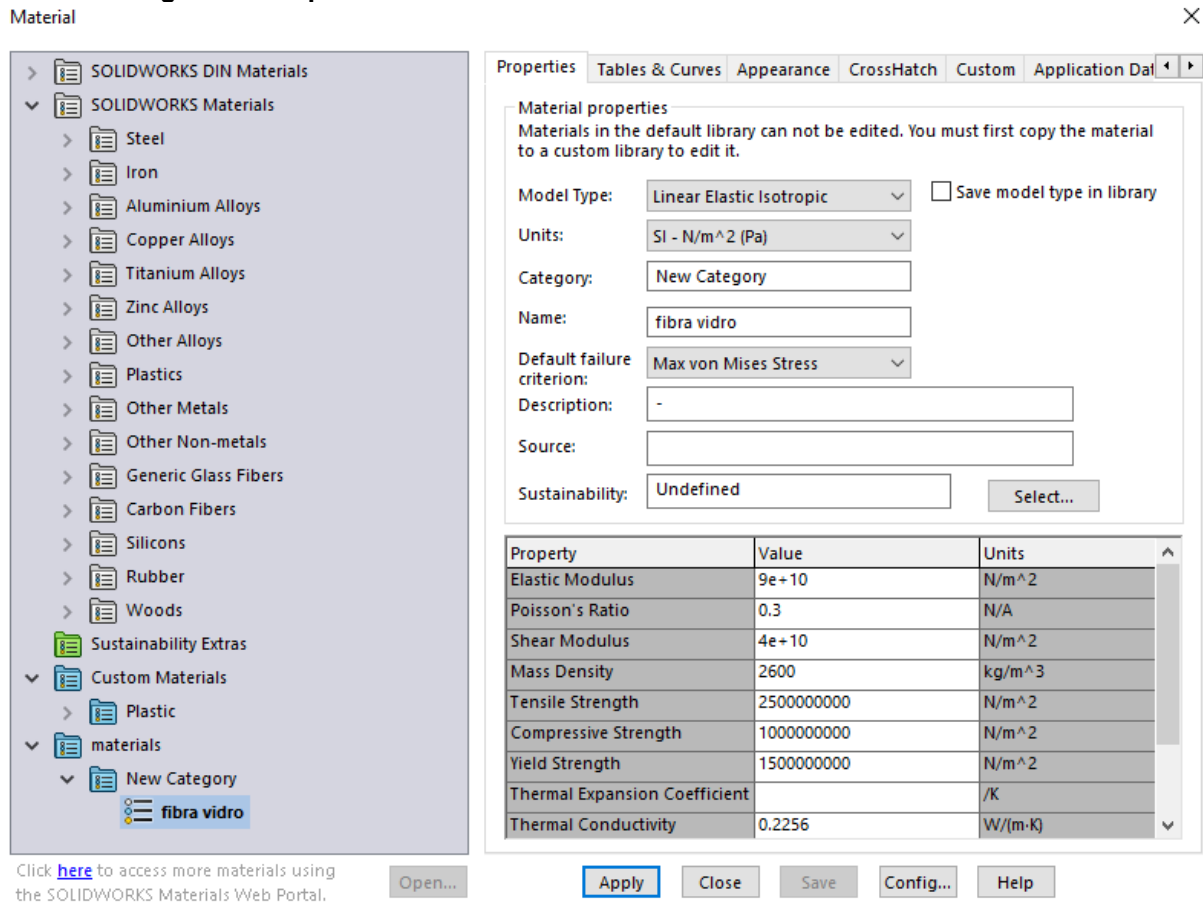 Material
SOLIDWORKS DIN Materials
SOLIDWORKS Materials
Steel
Iron
Aluminium Alloys
Copper Alloys
Titanium Alloys
Zinc Alloys
Other Alloys
Plastics
Other Metals
Other Non-metals
Generic Glass Fibers
Carbon Fibers
Silicons
Rubber
Woods
Sustainability Extras
Custom Materials
Plastic
materials
New Category
fibra vidro
Click here to access more materials using
the SOLIDWORKS Materials Web Portal.
Open...
Properties Tables & Curves Appearance CrossHatch Custom Application Dat
Material properties
Materials in the default library can not be edited. You must first copy the material
to a custom library to edit it.
Model Type: Linear Elastic Isotropic Save model type in library
Units: SI - N/m^2 (Pa)
Category: New Category
Name: fibra vidro
Default failure
criterion: Max von Mises Stress
Description: -
Source:
Sustainability: Undefined Select...
Property Value Units
Elastic Modulus 9e+10 N/m^2
Poisson's Ratio 0.3 N/A
Shear Modulus 4e+10 N/m^2
Mass Density 2600 kg/m^3
Tensile Strength 2500000000 N/m^2
Compressive Strength 1000000000 N/m^2
Yield Strength 1500000000 N/m^2
Thermal Expansion Coefficient /K
Thermal Conductivity 0.2256 W/(m·K)
Apply Close Save Config... Help